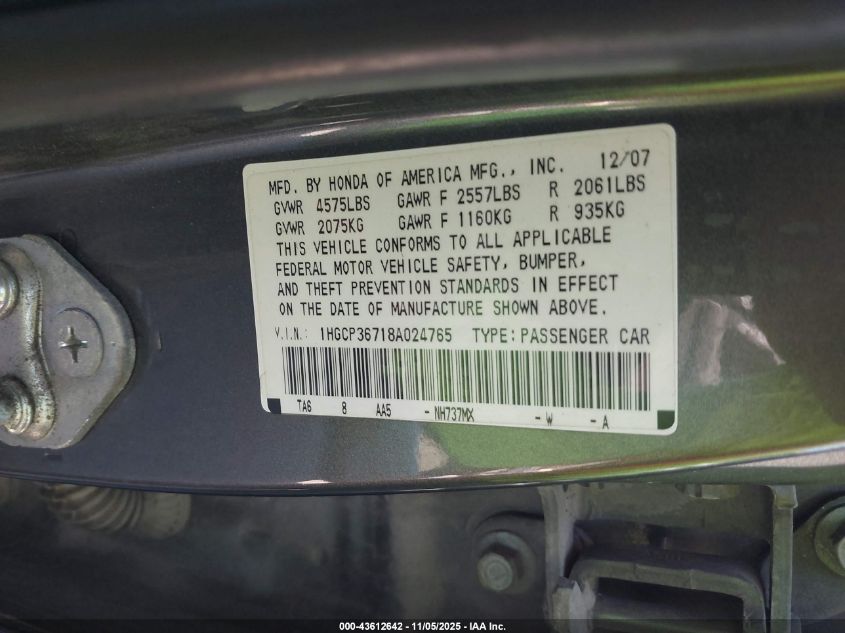 MFD. BY HONDA OF AMERICA MFG., INC. 12/07
GVWR 4575LBS GAWR F 2557LBS R 2061LBS
GVWR 2075KG GAWR F 1160KG R 935KG
THIS VEHICLE CONFORMS TO ALL APPLICABLE
FEDERAL MOTOR VEHICLE SAFETY, BUMPER,
AND THEFT PREVENTION STANDARDS IN EFFECT
ON THE DATE OF MANUFACTURE SHOWN ABOVE.
V.I.N.: 1HGCP36718A024765 TYPE:PASSENGER CAR
TA6 8 AA5 -NH737MX -W -A
000-43612642 - 11/05/2025 - IAA Inc.